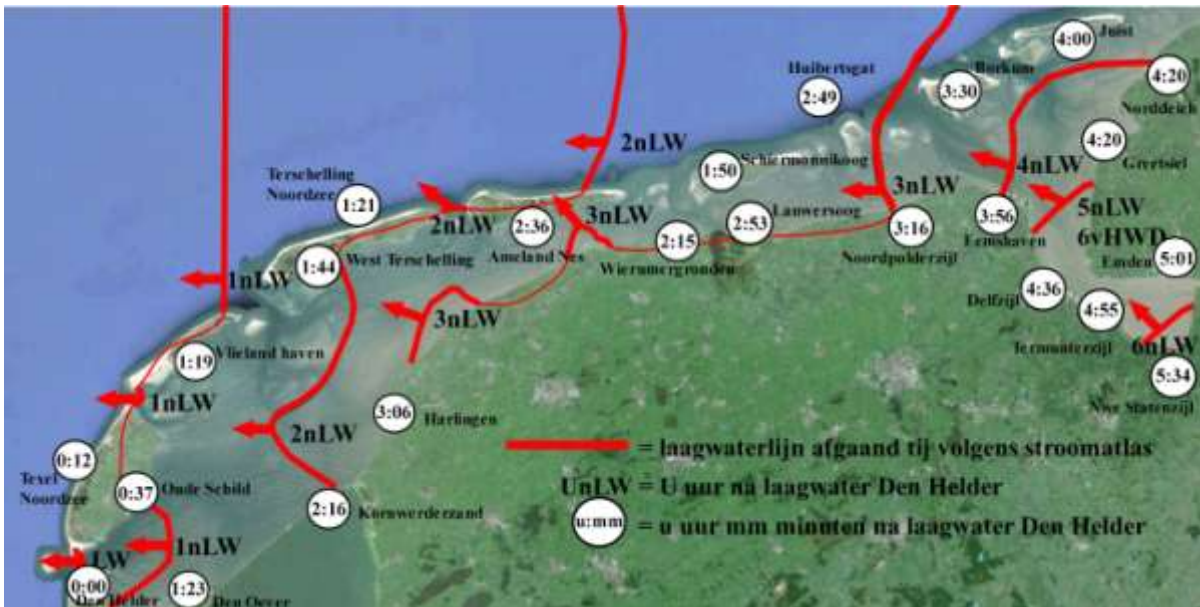 4:00
Juist
4:20
Norddeich
Borkum
3:30
Huibertsgat
2:49
4:20
Greetsiel
2nLW
Schiermonnikoog
1:50
4nLW
Terschelling
Noordzee
1:21
3nLW
5nLW
6vHWD
2nLW
3nLW
2:36
Ameland Nes
Lauwersoog
2:53
2:15
Wierumergronden
3:16
Noordpolderzijl
3:56
Eemshaven
Emden
5:01
1:44
West Terschelling
1nLW
3nLW
Delfzijl
4:36
4:55
Termunterzijl
6nLW
5:34
Nwe Statenzijl
Vlieland haven
1:19
1nLW
3:06
Harlingen
2nLW
= laagwaterlijn afgaand tij volgens stroomatlas
0:12
Texel
Noordzee
0:37
Oude Schild
UnLW = U uur na laagwater Den Helder
2:16
Kornwerderzand
u:mm = u uur mm minuten na laagwater Den Helder
1nLW
LW
0:00
Den Helder
1:23
Den Oever